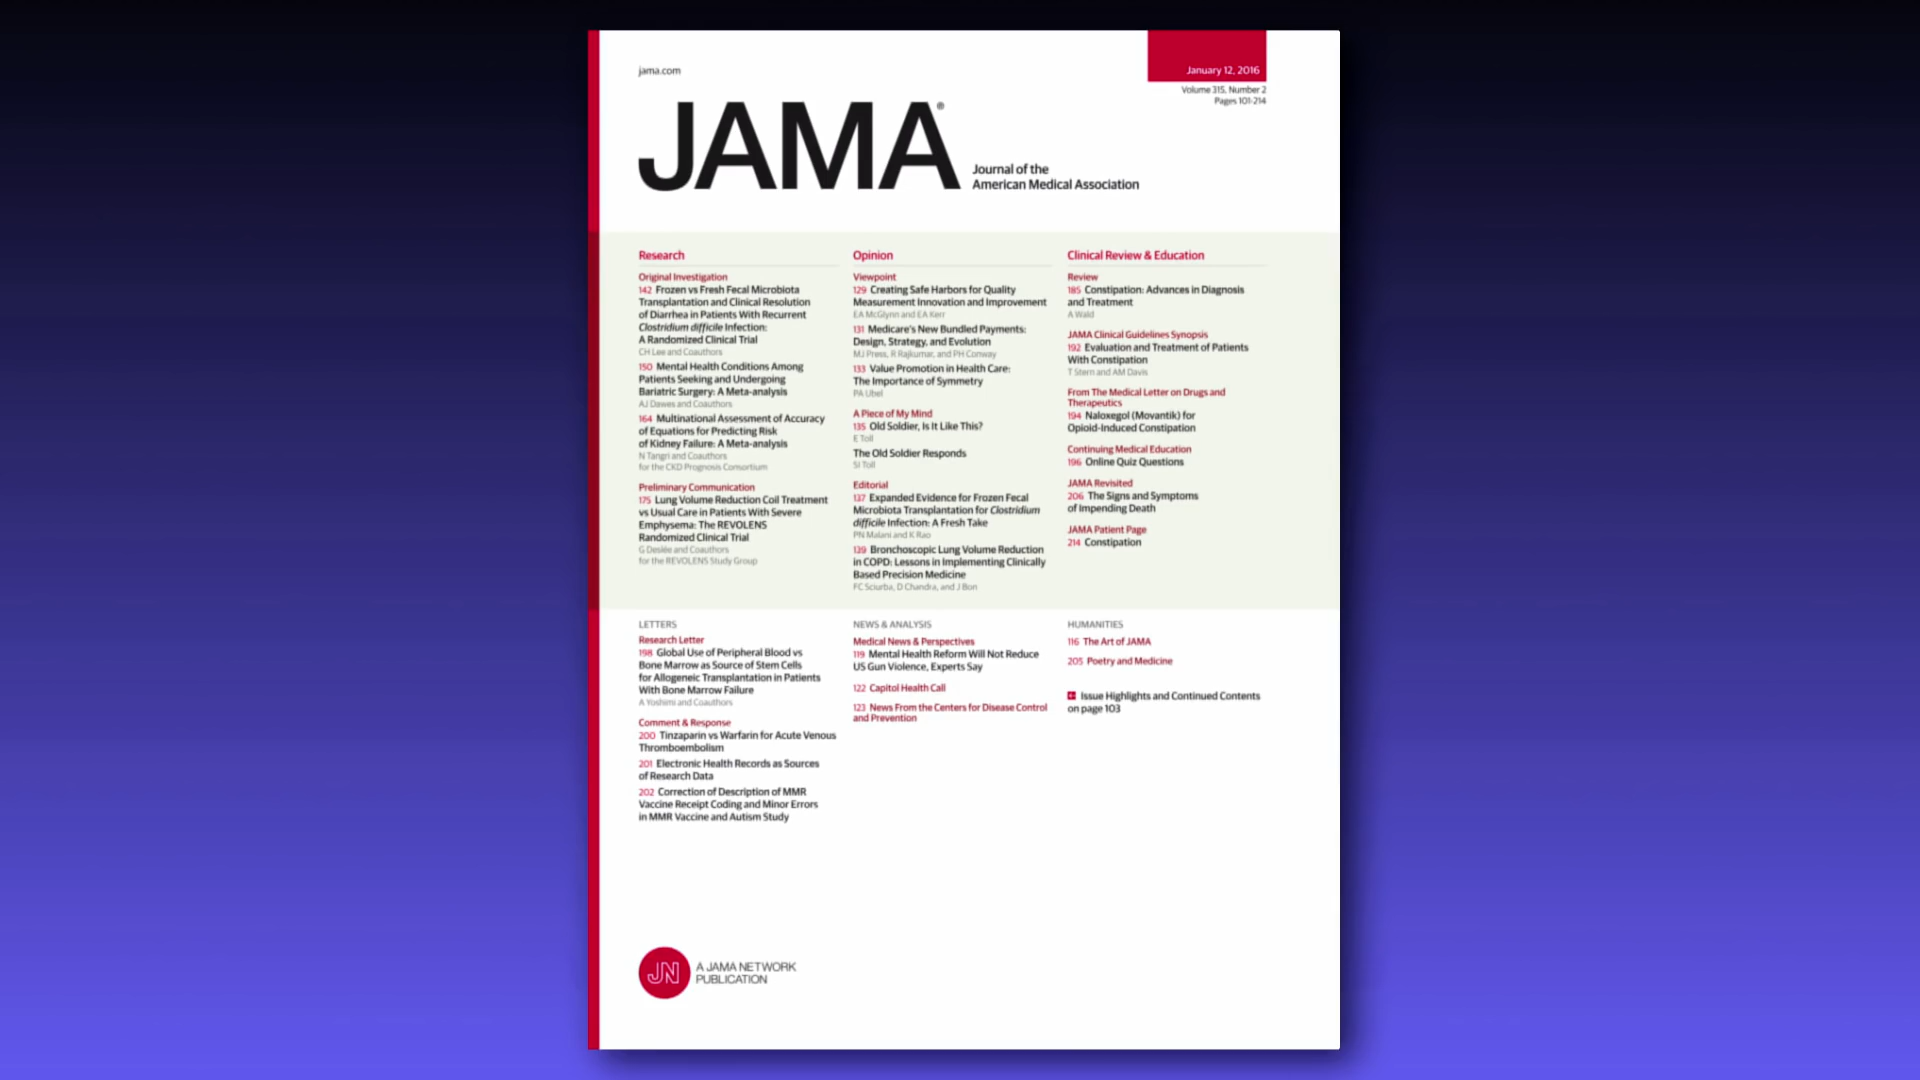 jama.com
January 12, 2016
Volume 315, Number 2
Pages 101-214
JAMA®
Journal of the
American Medical Association
Research
Original Investigation
142 Frozen vs Fresh Fecal Microbiota
Transplantation and Clinical Resolution
of Diarrhea in Patients With Recurrent
Clostridium difficile Infection:
A Randomized Clinical Trial
CH Lee and Coauthors
150 Mental Health Conditions Among
Patients Seeking and Undergoing
Bariatric Surgery: A Meta-analysis
AJ Dawes and Coauthors
164 Multinational Assessment of Accuracy
of Equations for Predicting Risk
of Kidney Failure: A Meta-analysis
N Tangri and Coauthors
for the CKD Prognosis Consortium
Preliminary Communication
175 Lung Volume Reduction Coil Treatment
vs Usual Care in Patients With Severe
Emphysema: The REVOLENS
Randomized Clinical Trial
G Deslée and Coauthors
for the REVOLENS Study Group
Opinion
Viewpoint
129 Creating Safe Harbors for Quality
Measurement Innovation and Improvement
EA McGlynn and EA Kerr
131 Medicare's New Bundled Payments:
Design, Strategy, and Evolution
MJ Press, R Rajkumar, and PH Conway
133 Value Promotion in Health Care:
The Importance of Symmetry
PA Ubel
A Piece of My Mind
135 Old Soldier, Is It Like This?
E Toll
The Old Soldier Responds
SI Toll
Editorial
137 Expanded Evidence for Frozen Fecal
Microbiota Transplantation for Clostridium
difficile Infection: A Fresh Take
PN Malani and K Rao
139 Bronchoscopic Lung Volume Reduction
in COPD: Lessons in Implementing Clinically
Based Precision Medicine
FC Sciurba, D Chandra, and J Bon
Clinical Review & Education
Review
185 Constipation: Advances in Diagnosis
and Treatment
A Wald
JAMA Clinical Guidelines Synopsis
192 Evaluation and Treatment of Patients
With Constipation
T Stern and AM Davis
From The Medical Letter on Drugs and
Therapeutics
194 Naloxegol (Movantik) for
Opioid-Induced Constipation
Continuing Medical Education
196 Online Quiz Questions
JAMA Revisited
206 The Signs and Symptoms
of Impending Death
JAMA Patient Page
214 Constipation
LETTERS
Research Letter
198 Global Use of Peripheral Blood vs
Bone Marrow as Source of Stem Cells
for Allogeneic Transplantation in Patients
With Bone Marrow Failure
A Yoshimi and Coauthors
Comment & Response
200 Tinzaparin vs Warfarin for Acute Venous
Thromboembolism
201 Electronic Health Records as Sources
of Research Data
202 Correction of Description of MMR
Vaccine Receipt Coding and Minor Errors
in MMR Vaccine and Autism Study
NEWS & ANALYSIS
Medical News & Perspectives
119 Mental Health Reform Will Not Reduce
US Gun Violence, Experts Say
122 Capitol Health Call
123 News From the Centers for Disease Control
and Prevention
HUMANITIES
116 The Art of JAMA
205 Poetry and Medicine
Issue Highlights and Continued Contents
on page 103
JN
A JAMA NETWORK
PUBLICATION